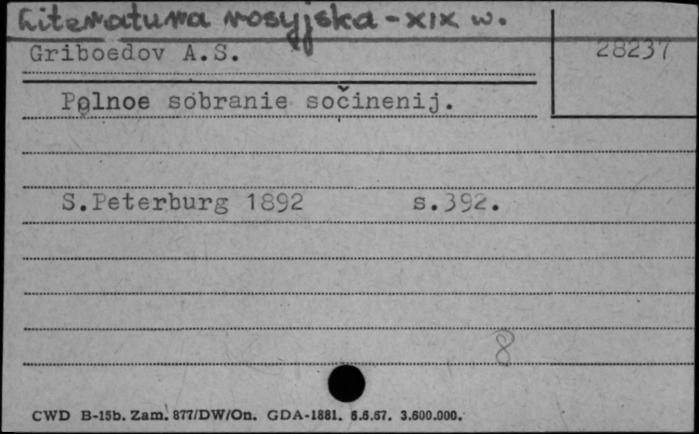 Literatura rosyjska - XIX w.
Griboedov A.S.
28237
Polnoe sobranie sočinenij.
S.Peterburg 1892 s.392.
8
CWD B-15b. Zam. 877/DW/On. GDA-1881. 6.6.67. 3.600.000.